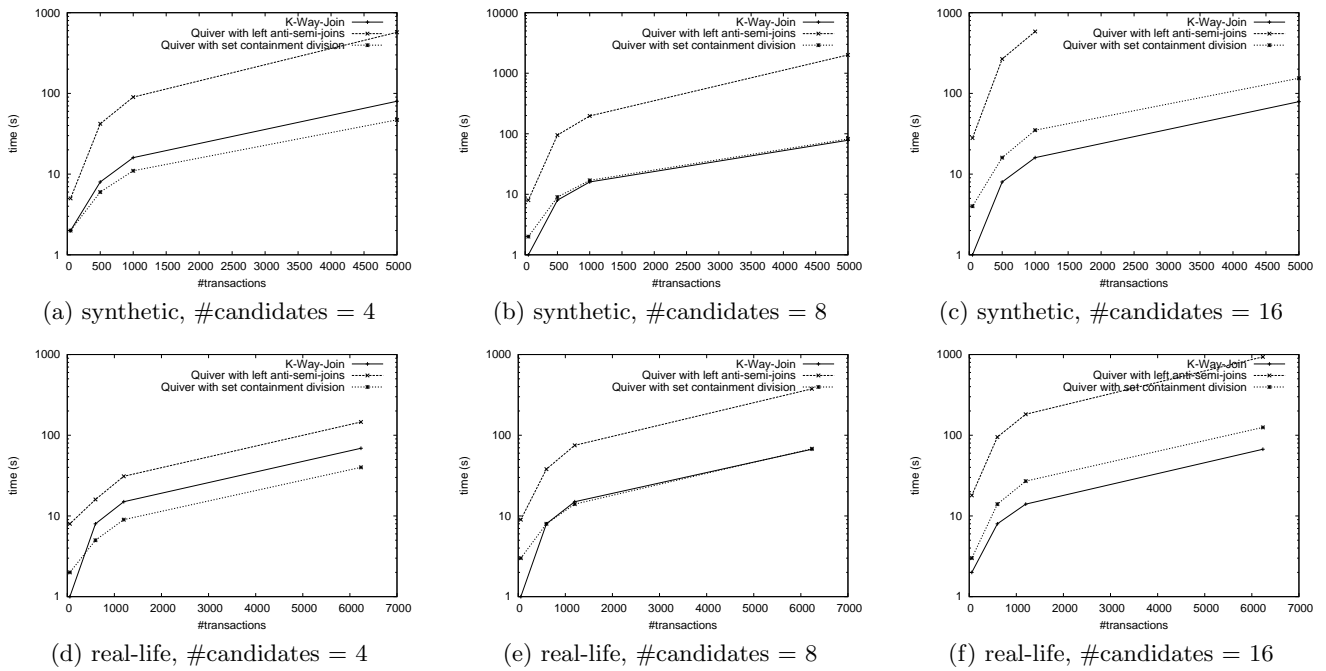 1000
100
10
1
time (s)
0 500 1000 1500 2000 2500 3000 3500 4000 4500 5000
#transactions
K-Way-Join
Quiver with left anti-semi-joins
Quiver with set containment division
(a) synthetic, #candidates = 4
10000
1000
100
10
1
time (s)
0 500 1000 1500 2000 2500 3000 3500 4000 4500 5000
#transactions
K-Way-Join
Quiver with left anti-semi-joins
Quiver with set containment division
(b) synthetic, #candidates = 8
1000
100
10
1
time (s)
0 500 1000 1500 2000 2500 3000 3500 4000 4500 5000
#transactions
K-Way-Join
Quiver with left anti-semi-joins
Quiver with set containment division
(c) synthetic, #candidates = 16
1000
100
10
1
time (s)
0 1000 2000 3000 4000 5000 6000 7000
#transactions
K-Way-Join
Quiver with left anti-semi-joins
Quiver with set containment division
(d) real-life, #candidates = 4
1000
100
10
1
time (s)
0 1000 2000 3000 4000 5000 6000 7000
#transactions
K-Way-Join
Quiver with left anti-semi-joins
Quiver with set containment division
(e) real-life, #candidates = 8
1000
100
10
1
time (s)
0 1000 2000 3000 4000 5000 6000 7000
#transactions
K-Way-Join
Quiver with left anti-semi-joins
Quiver with set containment division
(f) real-life, #candidates = 16